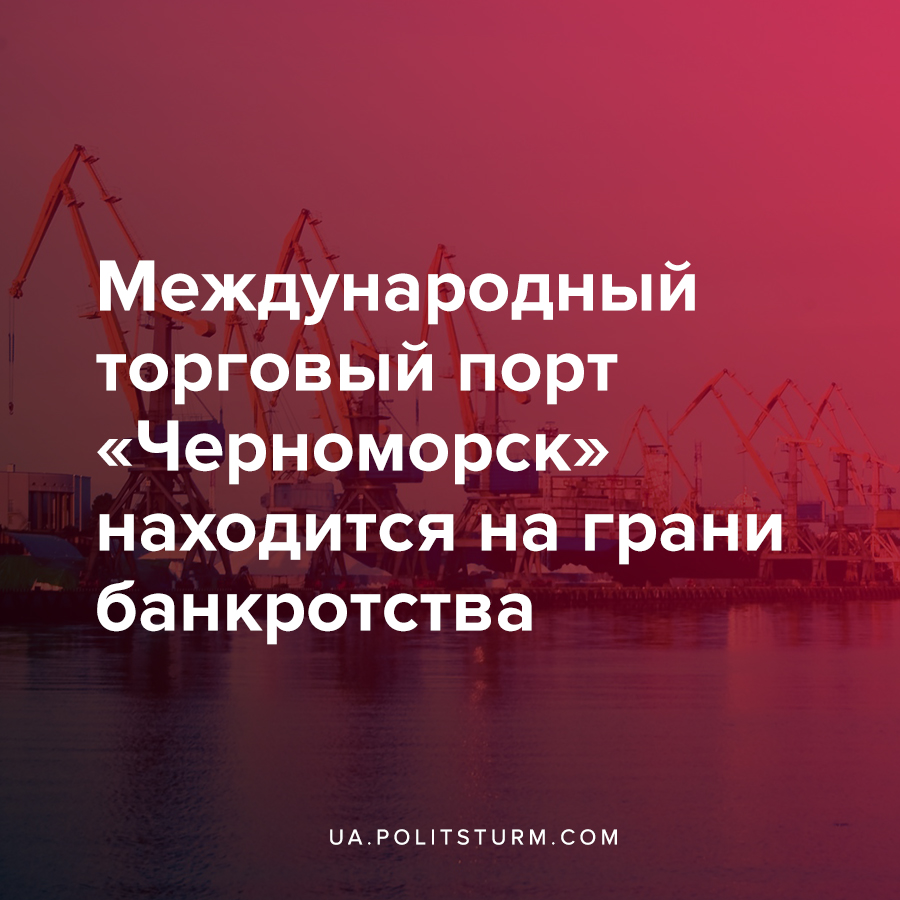 Международный
торговый порт
«Черноморск»
находится на грани
банкротства
UA.POLITSTURM.COM